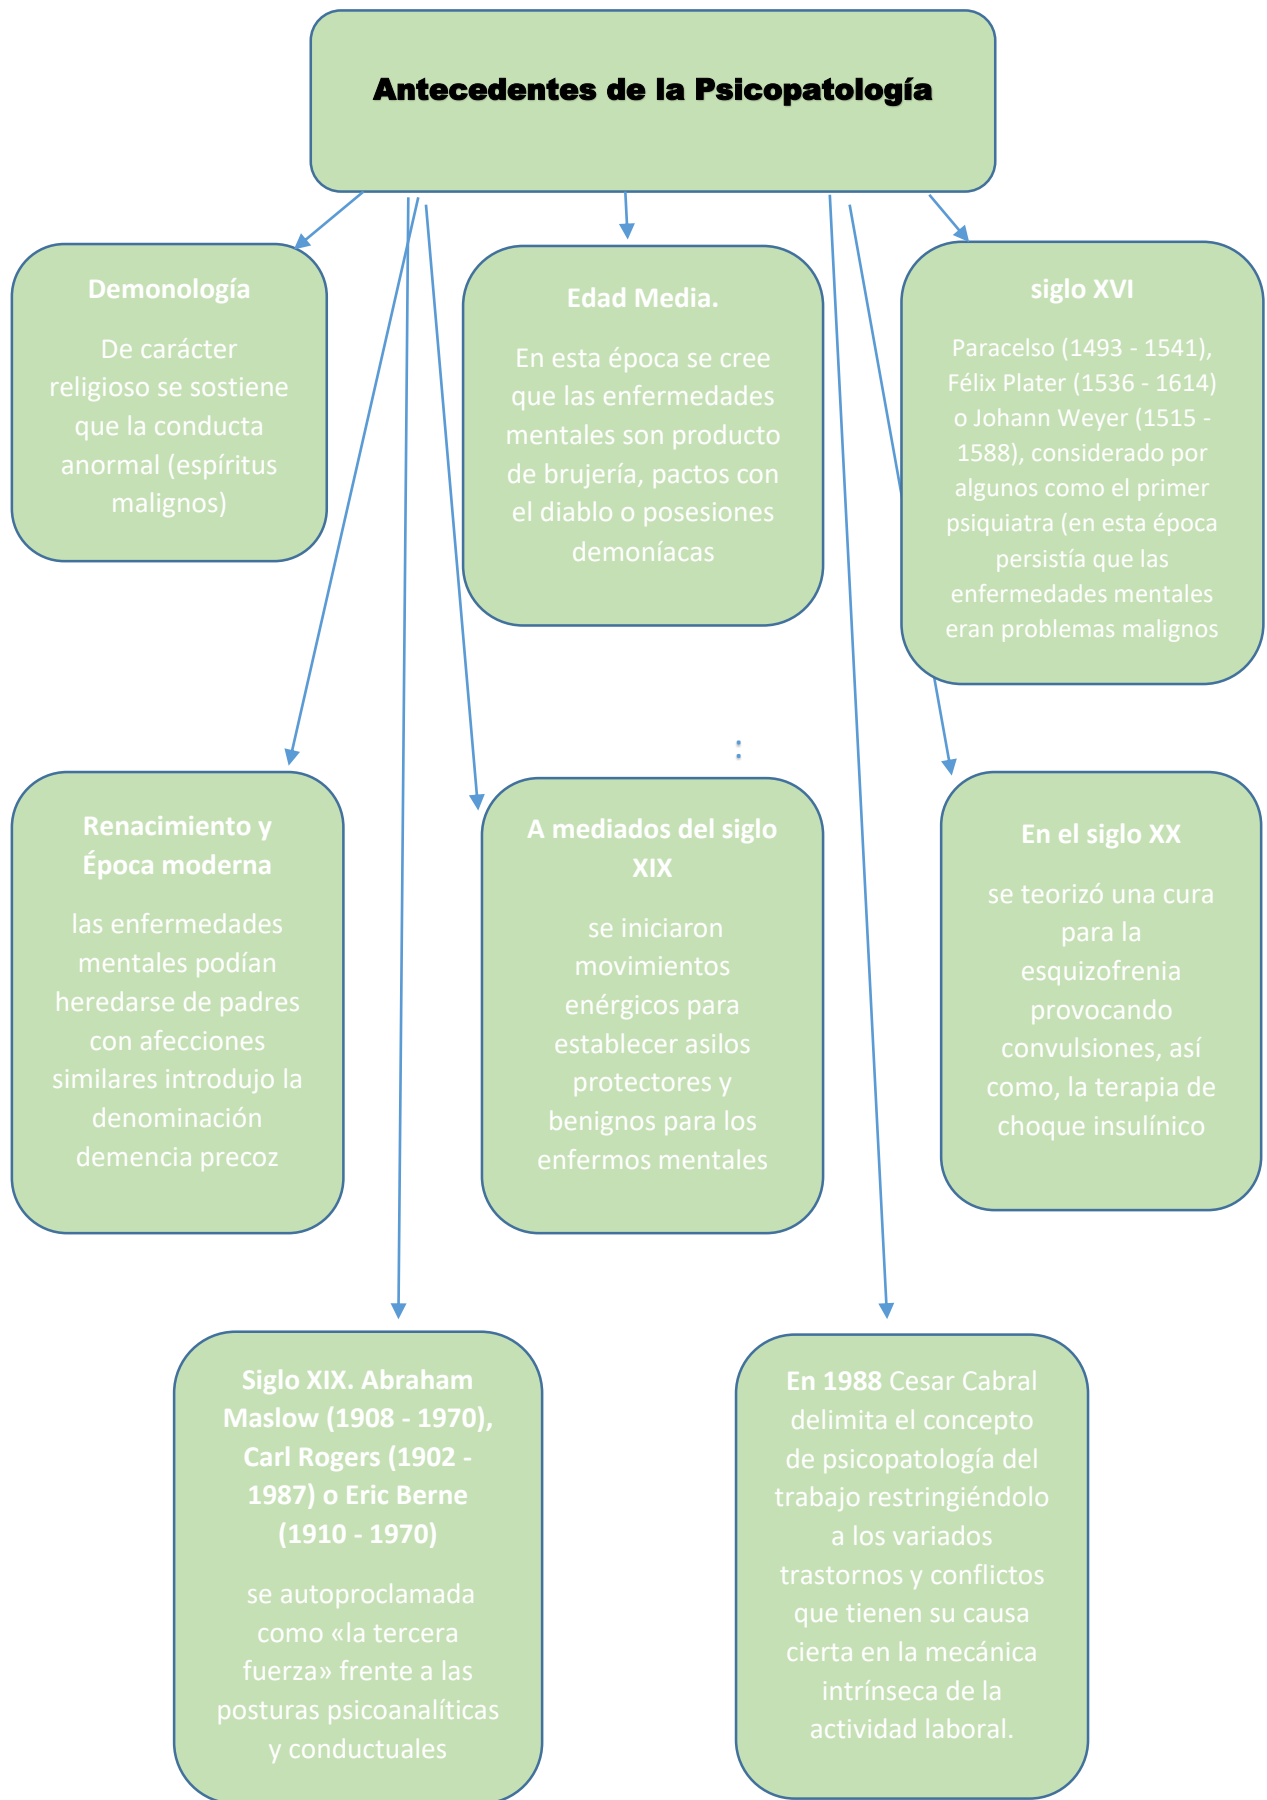 Antecedentes de la Psicopatología
Demonología
De carácter
religioso se sostiene
que la conducta
anormal (espíritus
malignos)
Edad Media.
En esta época se cree
que las enfermedades
mentales son producto
de brujería, pactos con
el diablo o posesiones
demoníacas
siglo XVI
Paracelso (1493 - 1541),
Félix Plater (1536 - 1614)
o Johann Weyer (1515 -
1588), considerado por
algunos como el primer
psiquiatra (en esta época
persistía que las
enfermedades mentales
eran problemas malignos
:
Renacimiento y
Época moderna
las enfermedades
mentales podían
heredarse de padres
con afecciones
similares introdujo la
denominación
demencia precoz
A mediados del siglo
XIX
se iniciaron
movimientos
enérgicos para
establecer asilos
protectores y
benignos para los
enfermos mentales
En el siglo XX
se teorizó una cura
para la
esquizofrenia
provocando
convulsiones, así
como, la terapia de
choque insulínico
Siglo XIX. Abraham
Maslow (1908 - 1970),
Carl Rogers (1902 -
1987) o Eric Berne
(1910 - 1970)
se autoproclamada
como «la tercera
fuerza» frente a las
posturas psicoanalíticas
y conductuales
En 1988 Cesar Cabral
delimita el concepto
de psicopatología del
trabajo restringiéndolo
a los variados
trastornos y conflictos
que tienen su causa
cierta en la mecánica
intrínseca de la
actividad laboral.